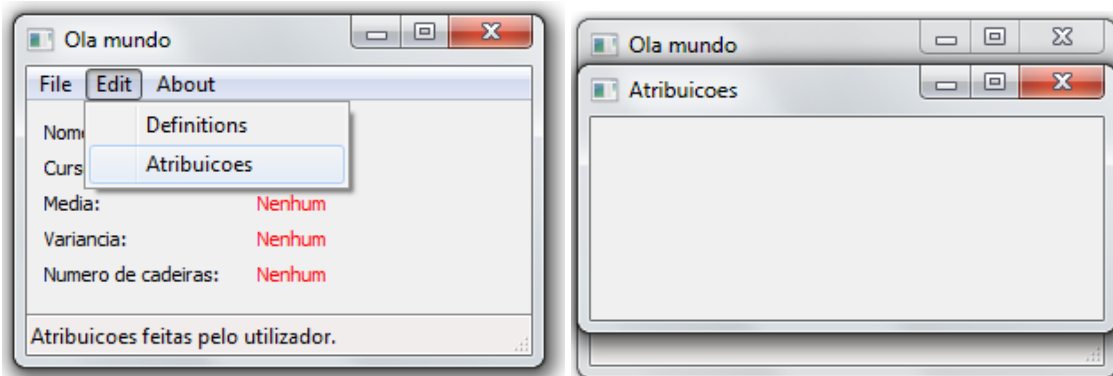 Ola mundo
File Edit About
Definitions
Atribuicoes
Media: Nenhum
Variancia: Nenhum
Numero de cadeiras: Nenhum
Atribuicoes feitas pelo utilizador.
Ola mundo
Atribuicoes